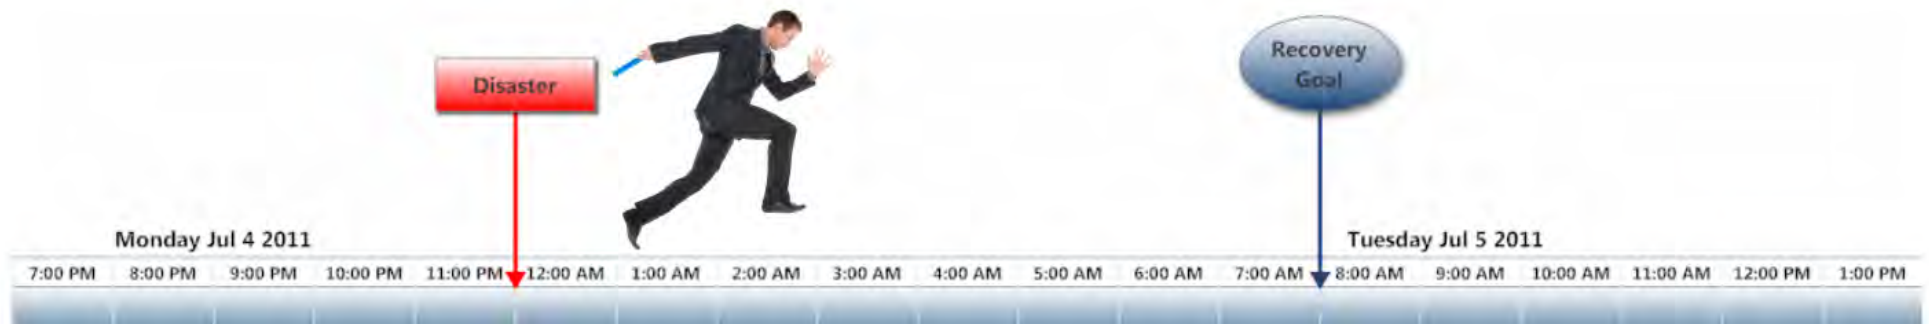 Disaster
Recovery
Goal
Monday Jul 4 2011
Tuesday Jul 5 2011
7:00 PM 8:00 PM 9:00 PM 10:00 PM 11:00 PM 12:00 AM 1:00 AM 2:00 AM 3:00 AM 4:00 AM 5:00 AM 6:00 AM 7:00 AM 8:00 AM 9:00 AM 10:00 AM 11:00 AM 12:00 PM 1:00 PM